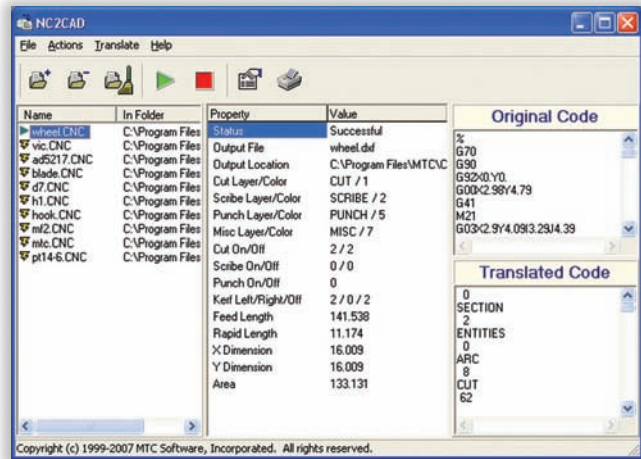 NC2CAD
File Actions Translate Help
Name In Folder
wheel.CNC C:\Program Files
vic.CNC C:\Program Files
ad5217.CNC C:\Program Files
blade.CNC C:\Program Files
d7.CNC C:\Program Files
h1.CNC C:\Program Files
hook.CNC C:\Program Files
mf2.CNC C:\Program Files
mtc.CNC C:\Program Files
pt14-6.CNC C:\Program Files
Property Value
Status Successful
Output File wheel.dxf
Output Location C:\Program Files\MTC\C
Cut Layer/Color CUT / 1
Scribe Layer/Color SCRIBE / 2
Punch Layer/Color PUNCH / 5
Misc Layer/Color MISC / 7
Cut On/Off 2 / 2
Scribe On/Off 0 / 0
Punch On/Off 0
Kerf Left/Right/Off 2 / 0 / 2
Feed Length 141.538
Rapid Length 11.174
X Dimension 16.009
Y Dimension 16.009
Area 133.131
Original Code
%
G70
G90
G92X0.Y0.
G00X2.98Y4.79
G41
M21
G03X2.9Y4.09I3.29J4.39
Translated Code
0
SECTION
2
ENTITIES
0
ARC
8
CUT
62
Copyright (c) 1999-2007 MTC Software, Incorporated. All rights reserved.